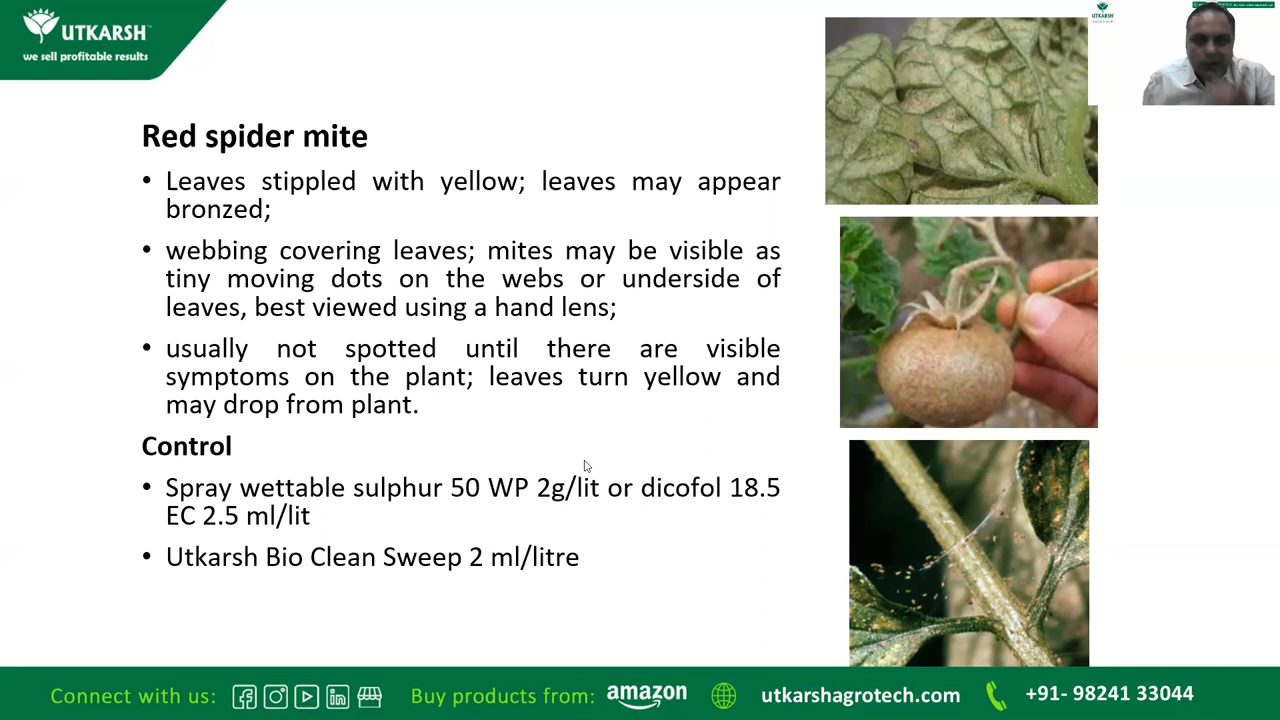 UTKARSH
we sell profitable results
UTKARSH
Red spider mite
• Leaves stippled with yellow; leaves may appear
bronzed;
• webbing covering leaves; mites may be visible as
tiny moving dots on the webs or underside of
leaves, best viewed using a hand lens;
• usually not spotted until there are visible
symptoms on the plant; leaves turn yellow and
may drop from plant.
Control
• Spray wettable sulphur 50 WP 2g/lit or dicofol 18.5
EC 2.5 ml/lit
• Utkarsh Bio Clean Sweep 2 ml/litre
Connect with us: Buy products from: amazon utkarshagrotech.com +91- 98241 33044